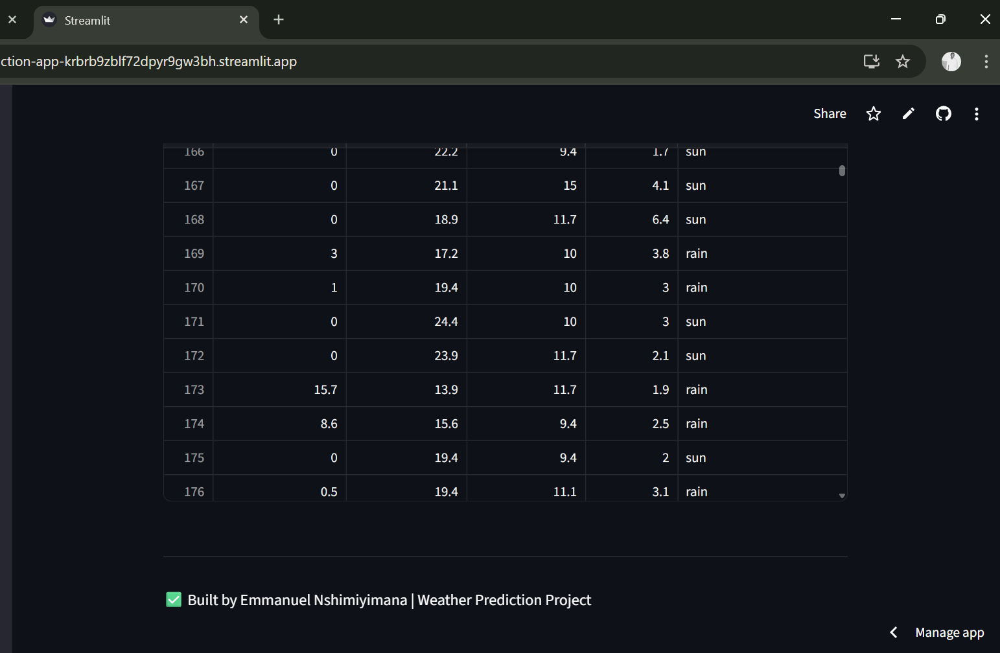 Streamlit
ction-app-krbrb9zblf72dpyr9gw3bh.streamlit.app
Share
166 0 22.2 9.4 1.7 sun
167 0 21.1 15 4.1 sun
168 0 18.9 11.7 6.4 sun
169 3 17.2 10 3.8 rain
170 1 19.4 10 3 rain
171 0 24.4 10 3 sun
172 0 23.9 11.7 2.1 sun
173 15.7 13.9 11.7 1.9 rain
174 8.6 15.6 9.4 2.5 rain
175 0 19.4 9.4 2 sun
176 0.5 19.4 11.1 3.1 rain
✅ Built by Emmanuel Nshimiyimana | Weather Prediction Project
Manage app